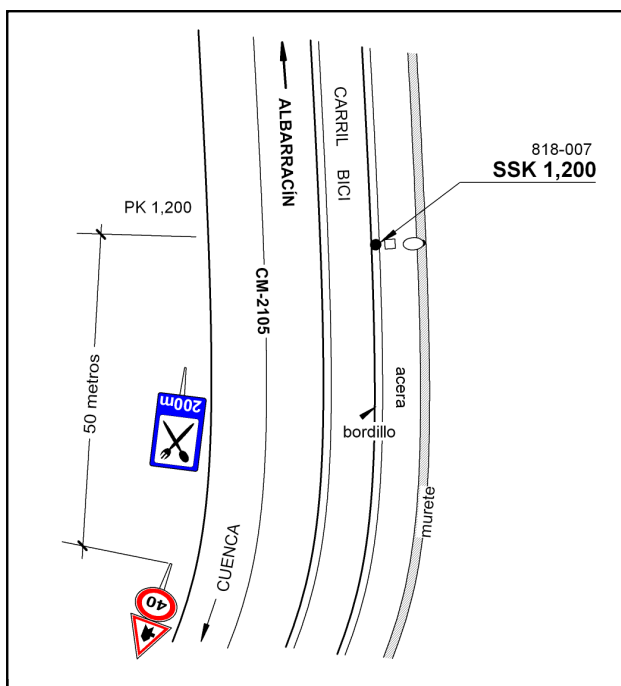 818-007
SSK 1,200
PK 1,200
ALBARRACÍN
CARRIL BICI
CM-2105
50 metros
200m
acera
bordillo
murete
CUENCA
40